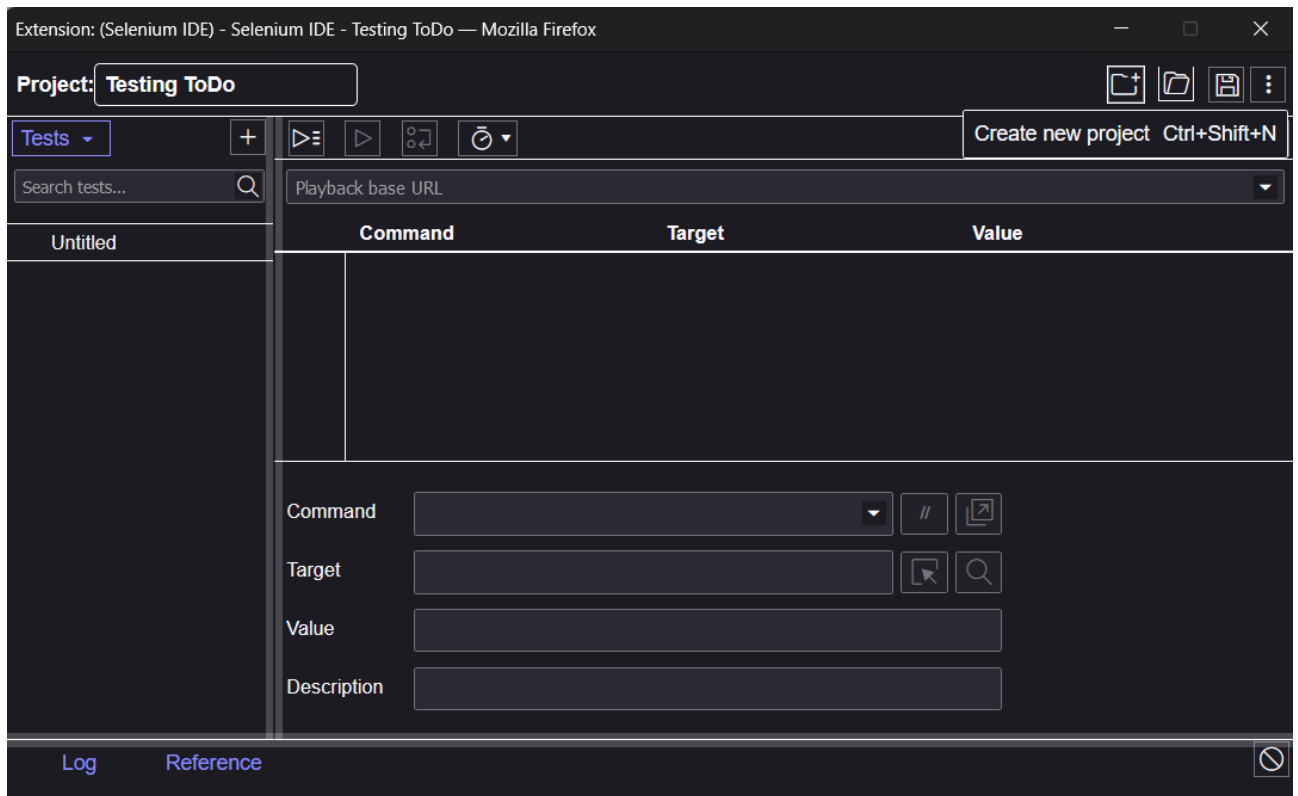 Extension: (Selenium IDE) - Selenium IDE - Testing ToDo — Mozilla Firefox
Project: Testing ToDo
Create new project Ctrl+Shift+N
Tests
Search tests...
Untitled
Playback base URL
Command Target Value
Command
//
Target
Value
Description
Log Reference